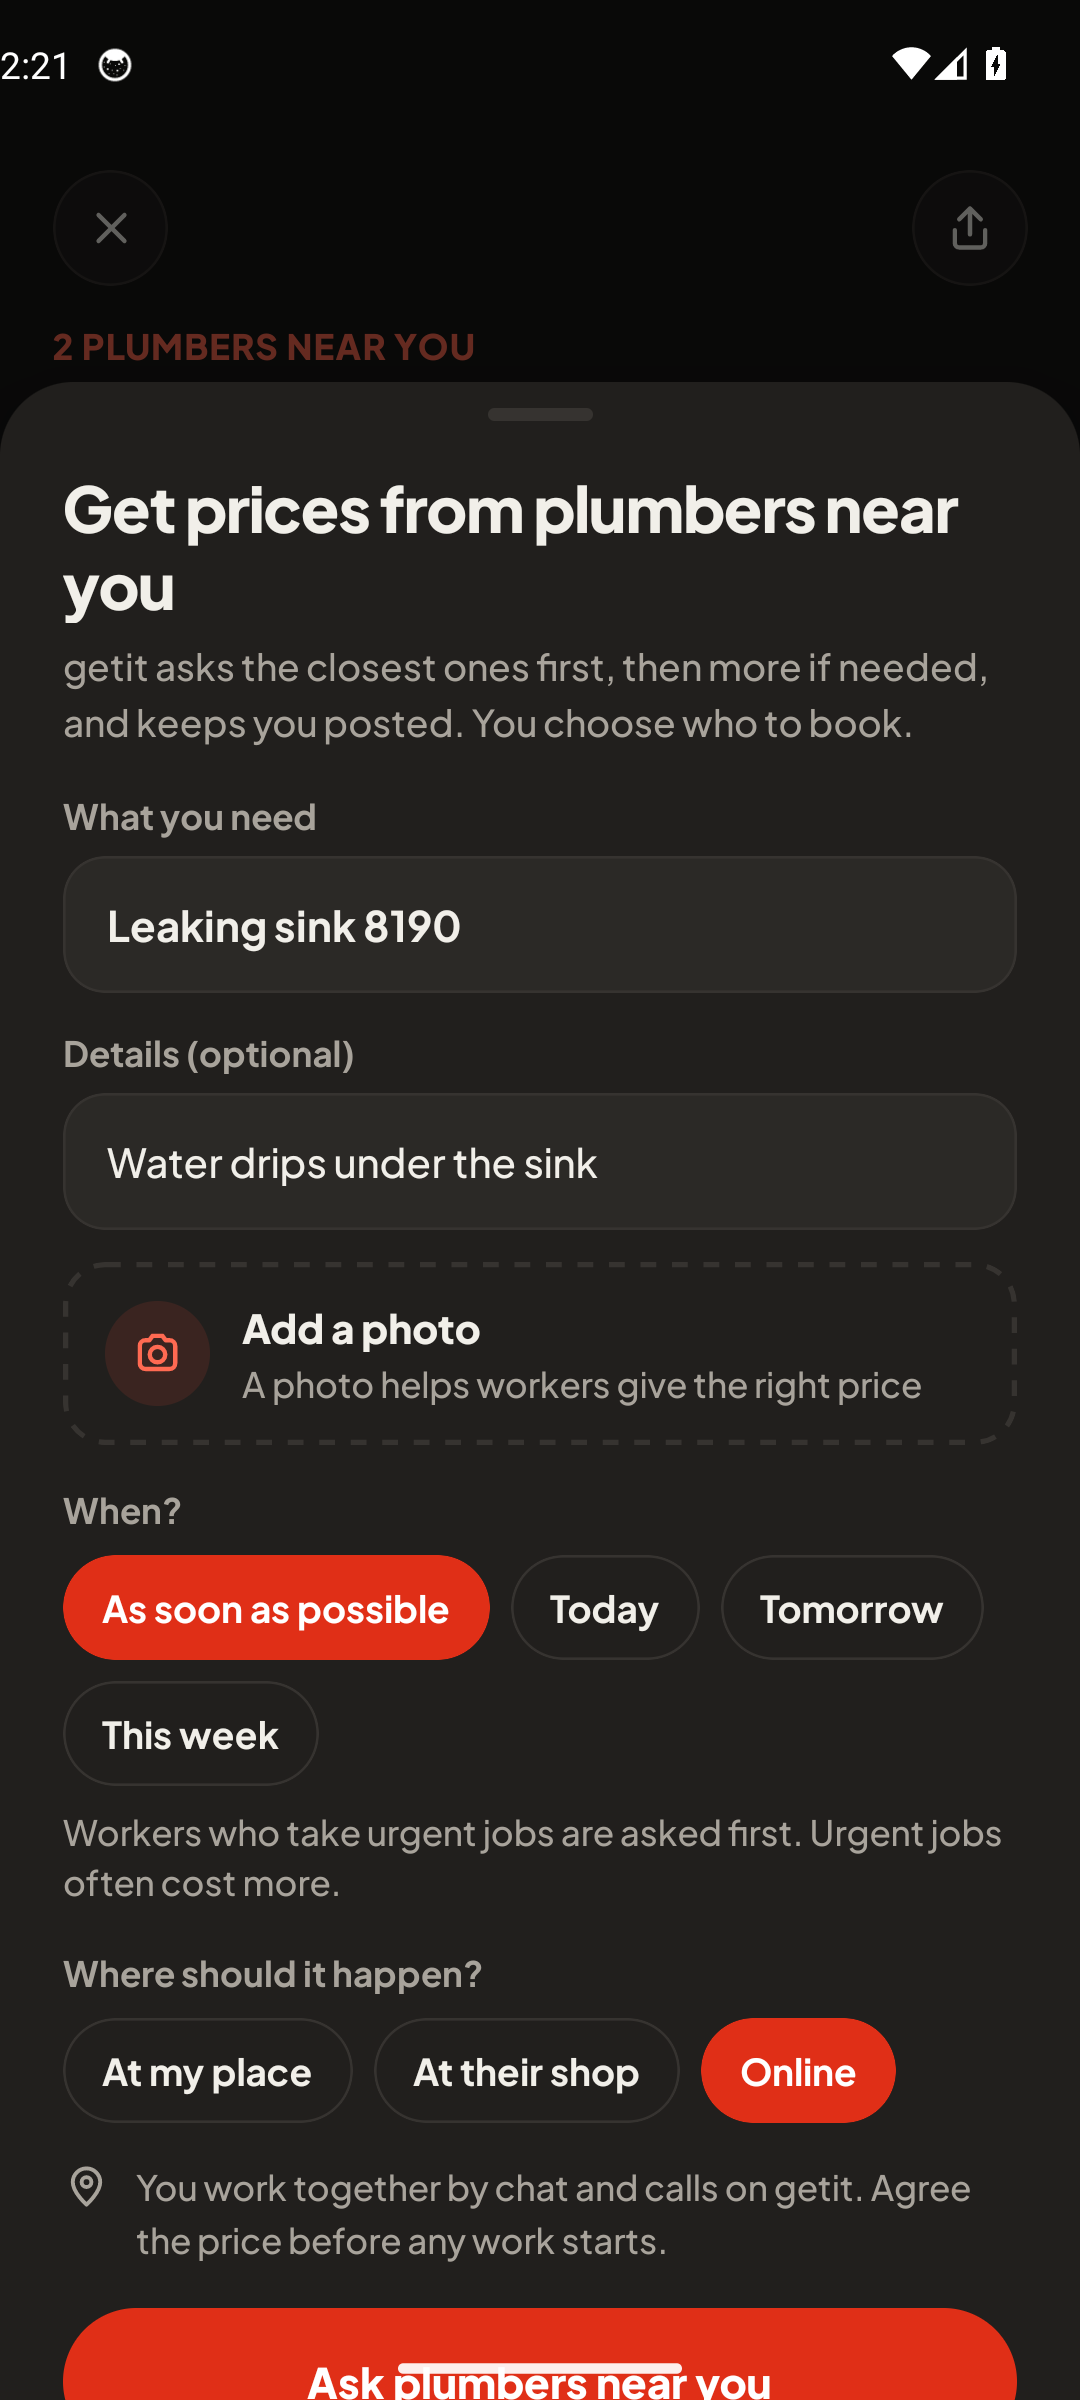 2:21
2 PLUMBERS NEAR YOU
Get prices from plumbers near
you
getit asks the closest ones first, then more if needed,
and keeps you posted. You choose who to book.
What you need
Leaking sink 8190
Details (optional)
Water drips under the sink
Add a photo
A photo helps workers give the right price
When?
As soon as possible
Today
Tomorrow
This week
Workers who take urgent jobs are asked first. Urgent jobs
often cost more.
Where should it happen?
At my place
At their shop
Online
You work together by chat and calls on getit. Agree
the price before any work starts.
Ask plumbers near you